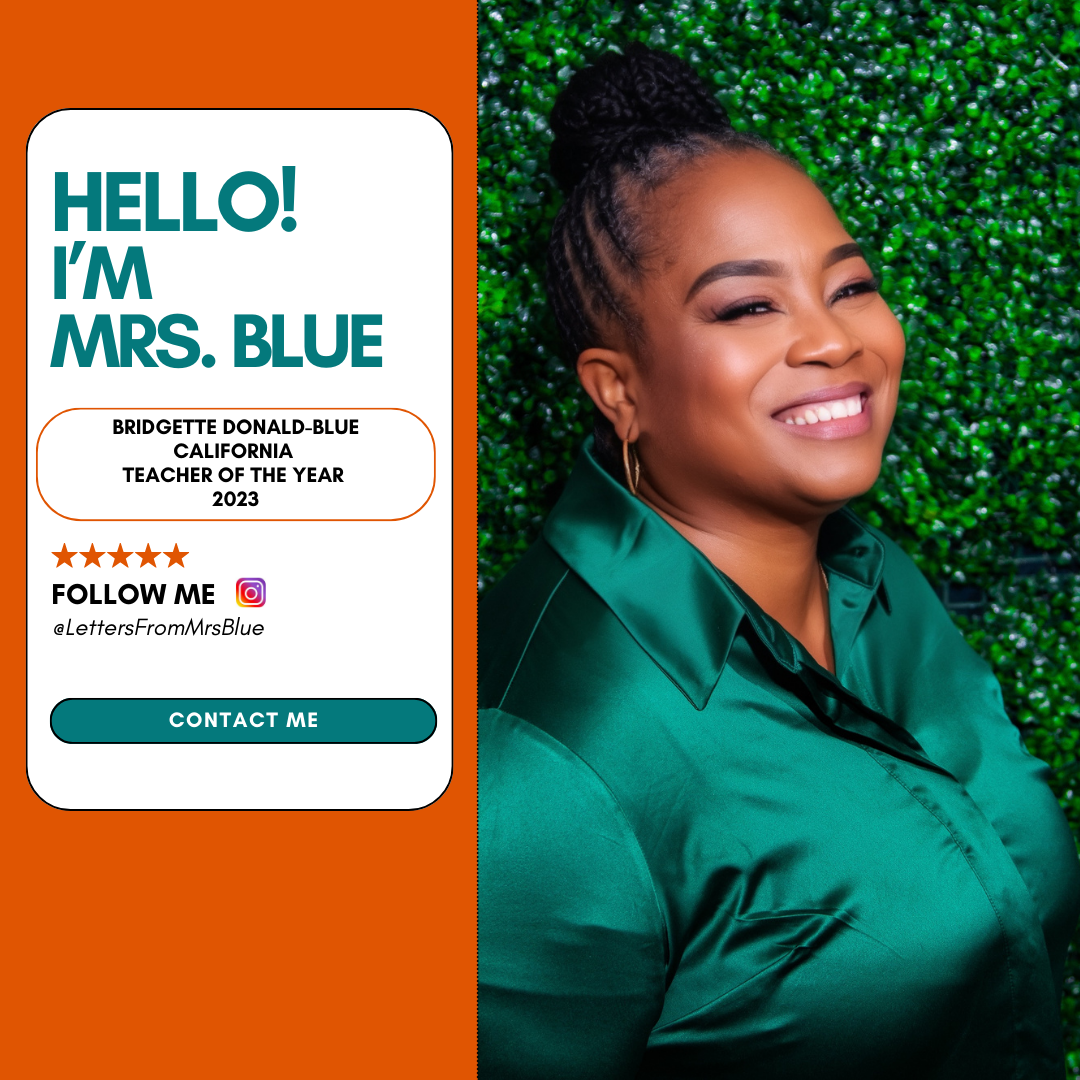 HELLO!
I'M
MRS. BLUE
BRIDGETTE DONALD-BLUE
CALIFORNIA
TEACHER OF THE YEAR
2023
FOLLOW ME
@LettersFromMrsBlue
CONTACT ME